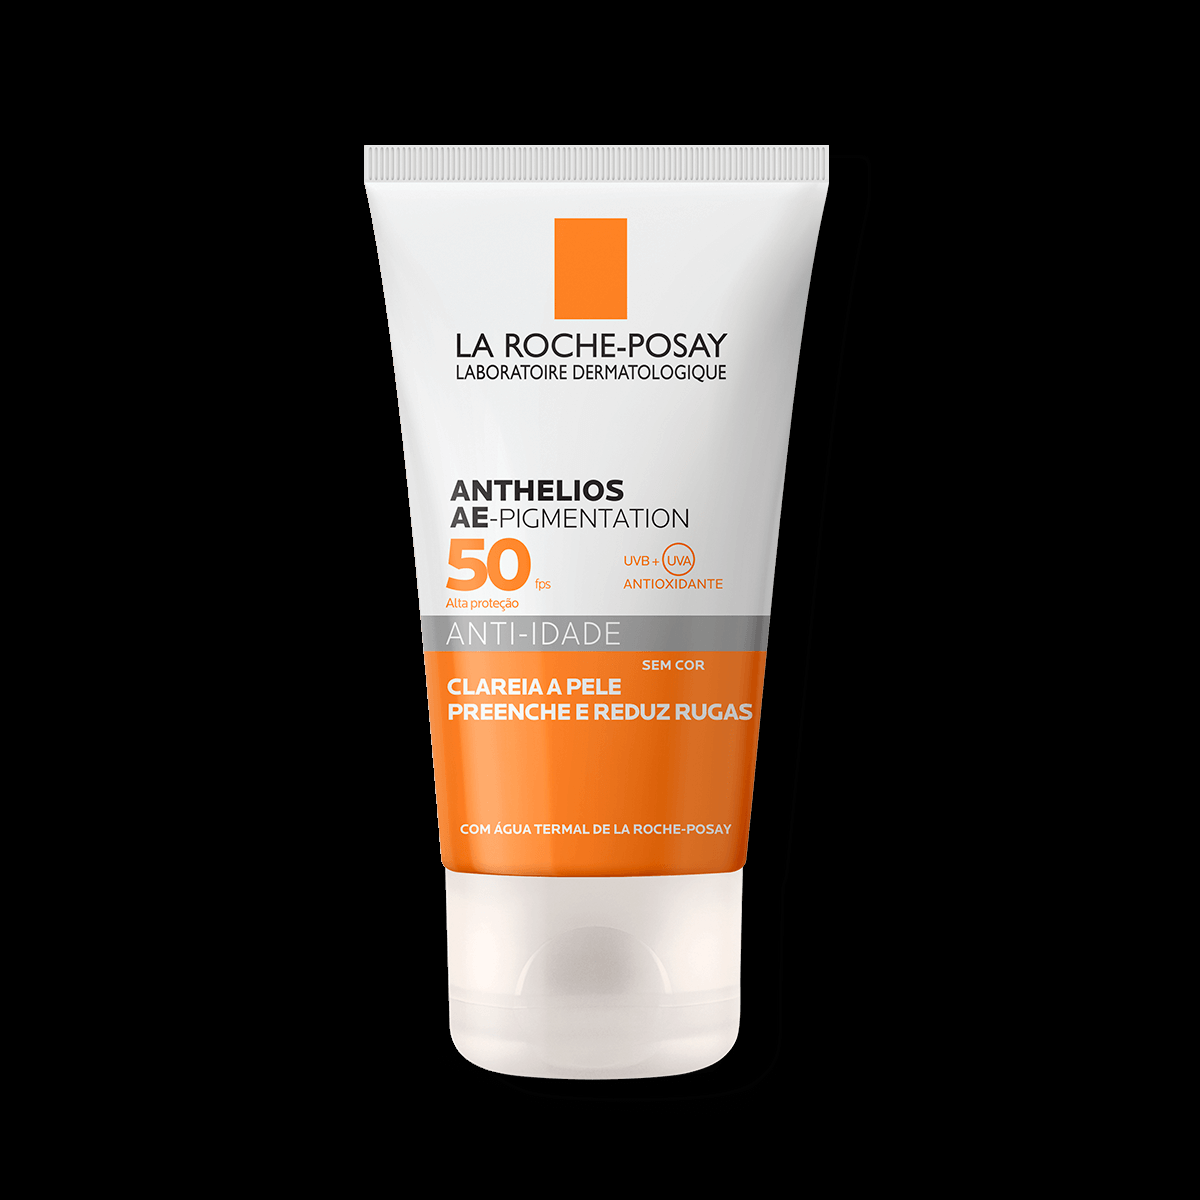 LA ROCHE-POSAY
LABORATOIRE DERMATOLOGIQUE
ANTHELIOS
AE-PIGMENTATION
50 fps
Alta proteção
UVB + UVA
ANTIOXIDANTE
ANTI-IDADE
SEM COR
CLAREIA A PELE
PREENCHE E REDUZ RUGAS
COM ÁGUA TERMAL DE LA ROCHE-POSAY